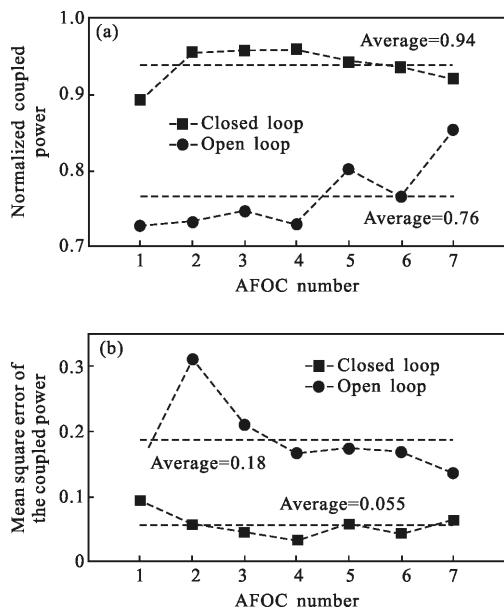 (a)
1.0
0.9
0.8
0.7
Normalized coupled
power
Average=0.94
Closed loop
Open loop
Average=0.76
1 2 3 4 5 6 7
AFOC number
(b)
0.3
0.2
0.1
0
Mean square error of
the coupled power
Closed loop
Open loop
Average=0.18
Average=0.055
1 2 3 4 5 6 7
AFOC number